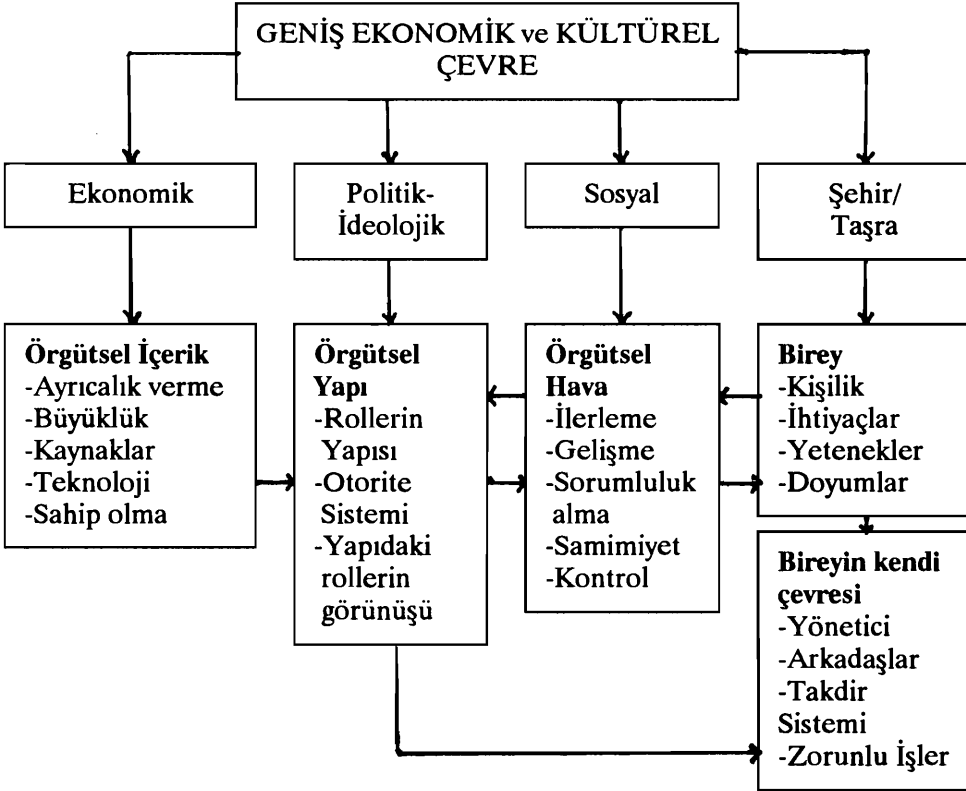 GENİŞ EKONOMİK ve KÜLTÜREL
ÇEVRE
Ekonomik
Politik-
İdeolojik
Sosyal
Şehir/
Taşra
Örgütsel İçerik
-Ayrıcalık verme
-Büyüklük
-Kaynaklar
-Teknoloji
-Sahip olma
Örgütsel
Yapı
-Rollerin
Yapısı
-Otorite
Sistemi
-Yapıdaki
rollerin
görünüşü
Örgütsel
Hava
-İlerleme
-Gelişme
-Sorumluluk
alma
-Samimiyet
-Kontrol
Birey
-Kişilik
-İhtiyaçlar
-Yetenekler
-Doyumlar
Bireyin kendi
çevresi
-Yönetici
-Arkadaşlar
-Takdir
Sistemi
-Zorunlu İşler